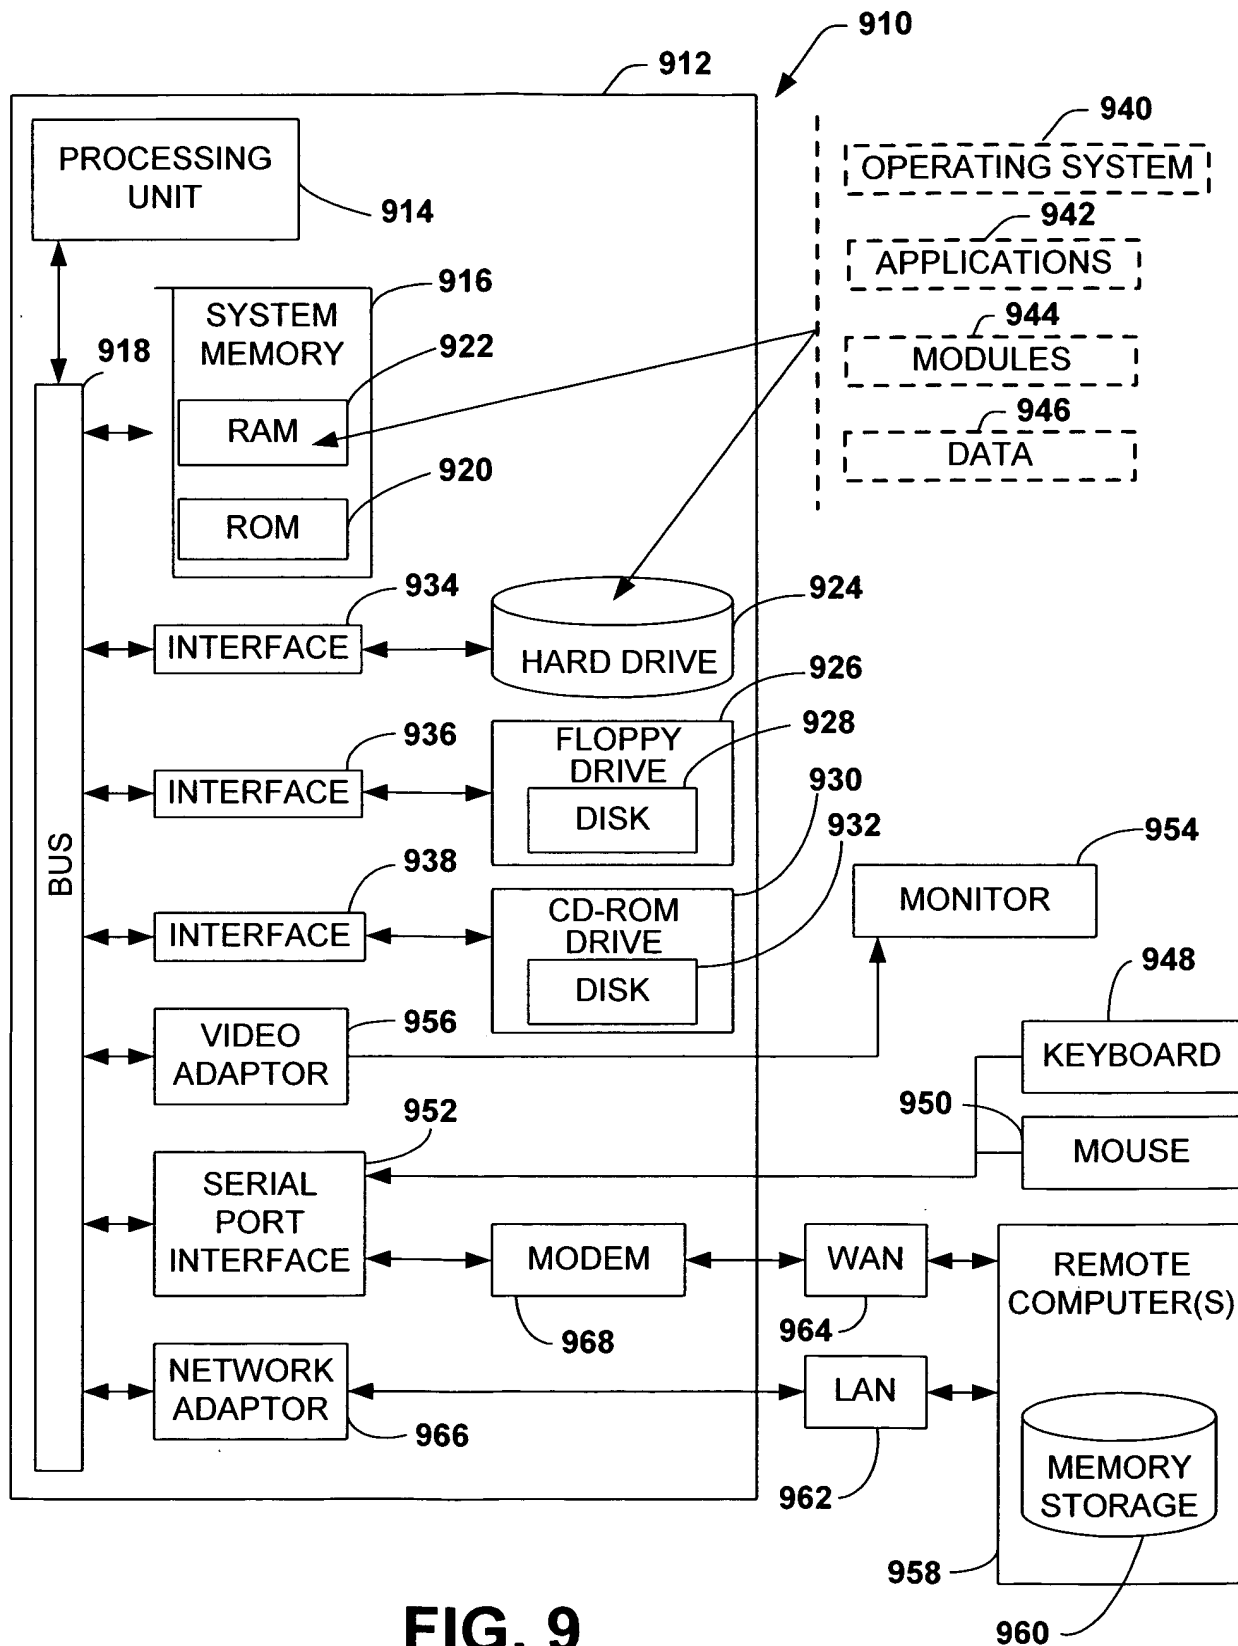 910
912
940
PROCESSING
UNIT
914
OPERATING SYSTEM
942
APPLICATIONS
916
SYSTEM
MEMORY
918
922
944
MODULES
RAM
946
DATA
920
ROM
934
924
INTERFACE
HARD DRIVE
926
936
FLOPPY
DRIVE
928
INTERFACE
930
DISK
932
954
BUS
938
MONITOR
CD-ROM
DRIVE
INTERFACE
948
DISK
956
VIDEO
ADAPTOR
KEYBOARD
952
950
MOUSE
SERIAL
PORT
INTERFACE
MODEM
WAN
REMOTE
COMPUTER(S)
968
964
NETWORK
ADAPTOR
LAN
966
962
MEMORY
STORAGE
958
960
FIG. 9